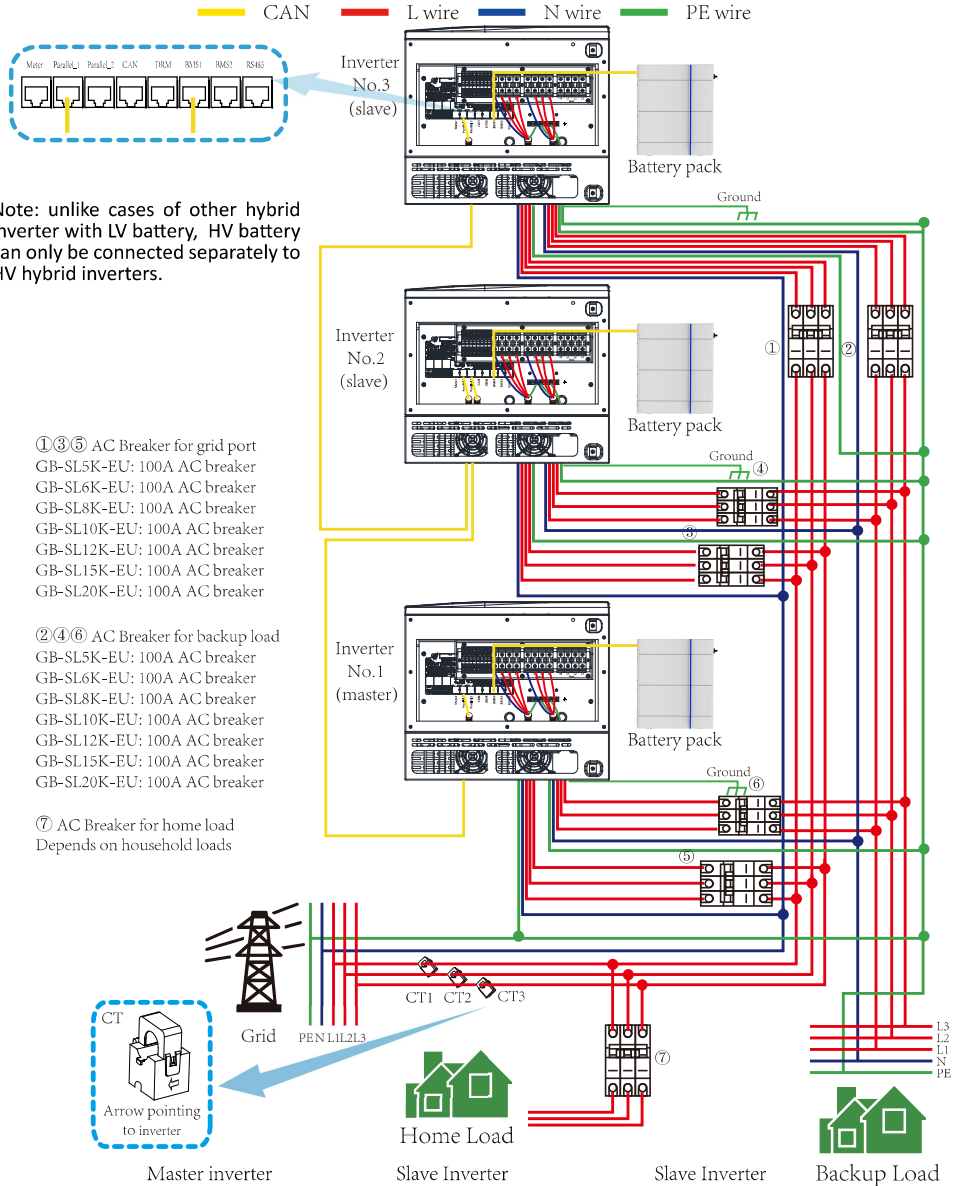 CAN L wire N wire PE wire
Meter Parallel_1 Parallel_2 CAN DRM BMS1 BMS2 RS485
Inverter
No.3
(slave)
Battery pack
Ground
Note: unlike cases of other hybrid
inverter with LV battery, HV battery
can only be connected separately to
HV hybrid inverters.
Inverter
No.2
(slave)
① ②
Battery pack
Ground ④
③
①③⑤ AC Breaker for grid port
GB-SL5K-EU: 100A AC breaker
GB-SL6K-EU: 100A AC breaker
GB-SL8K-EU: 100A AC breaker
GB-SL10K-EU: 100A AC breaker
GB-SL12K-EU: 100A AC breaker
GB-SL15K-EU: 100A AC breaker
GB-SL20K-EU: 100A AC breaker
②④⑥ AC Breaker for backup load
GB-SL5K-EU: 100A AC breaker
GB-SL6K-EU: 100A AC breaker
GB-SL8K-EU: 100A AC breaker
GB-SL10K-EU: 100A AC breaker
GB-SL12K-EU: 100A AC breaker
GB-SL15K-EU: 100A AC breaker
GB-SL20K-EU: 100A AC breaker
⑦ AC Breaker for home load
Depends on household loads
Inverter
No.1
(master)
Battery pack
Ground ⑥
⑤
CT1 CT2 CT3
Grid PE N L1 L2 L3
CT
Arrow pointing
to inverter
⑦
Home Load
L3
L2
L1
N
PE
Backup Load
Master inverter Slave Inverter Slave Inverter